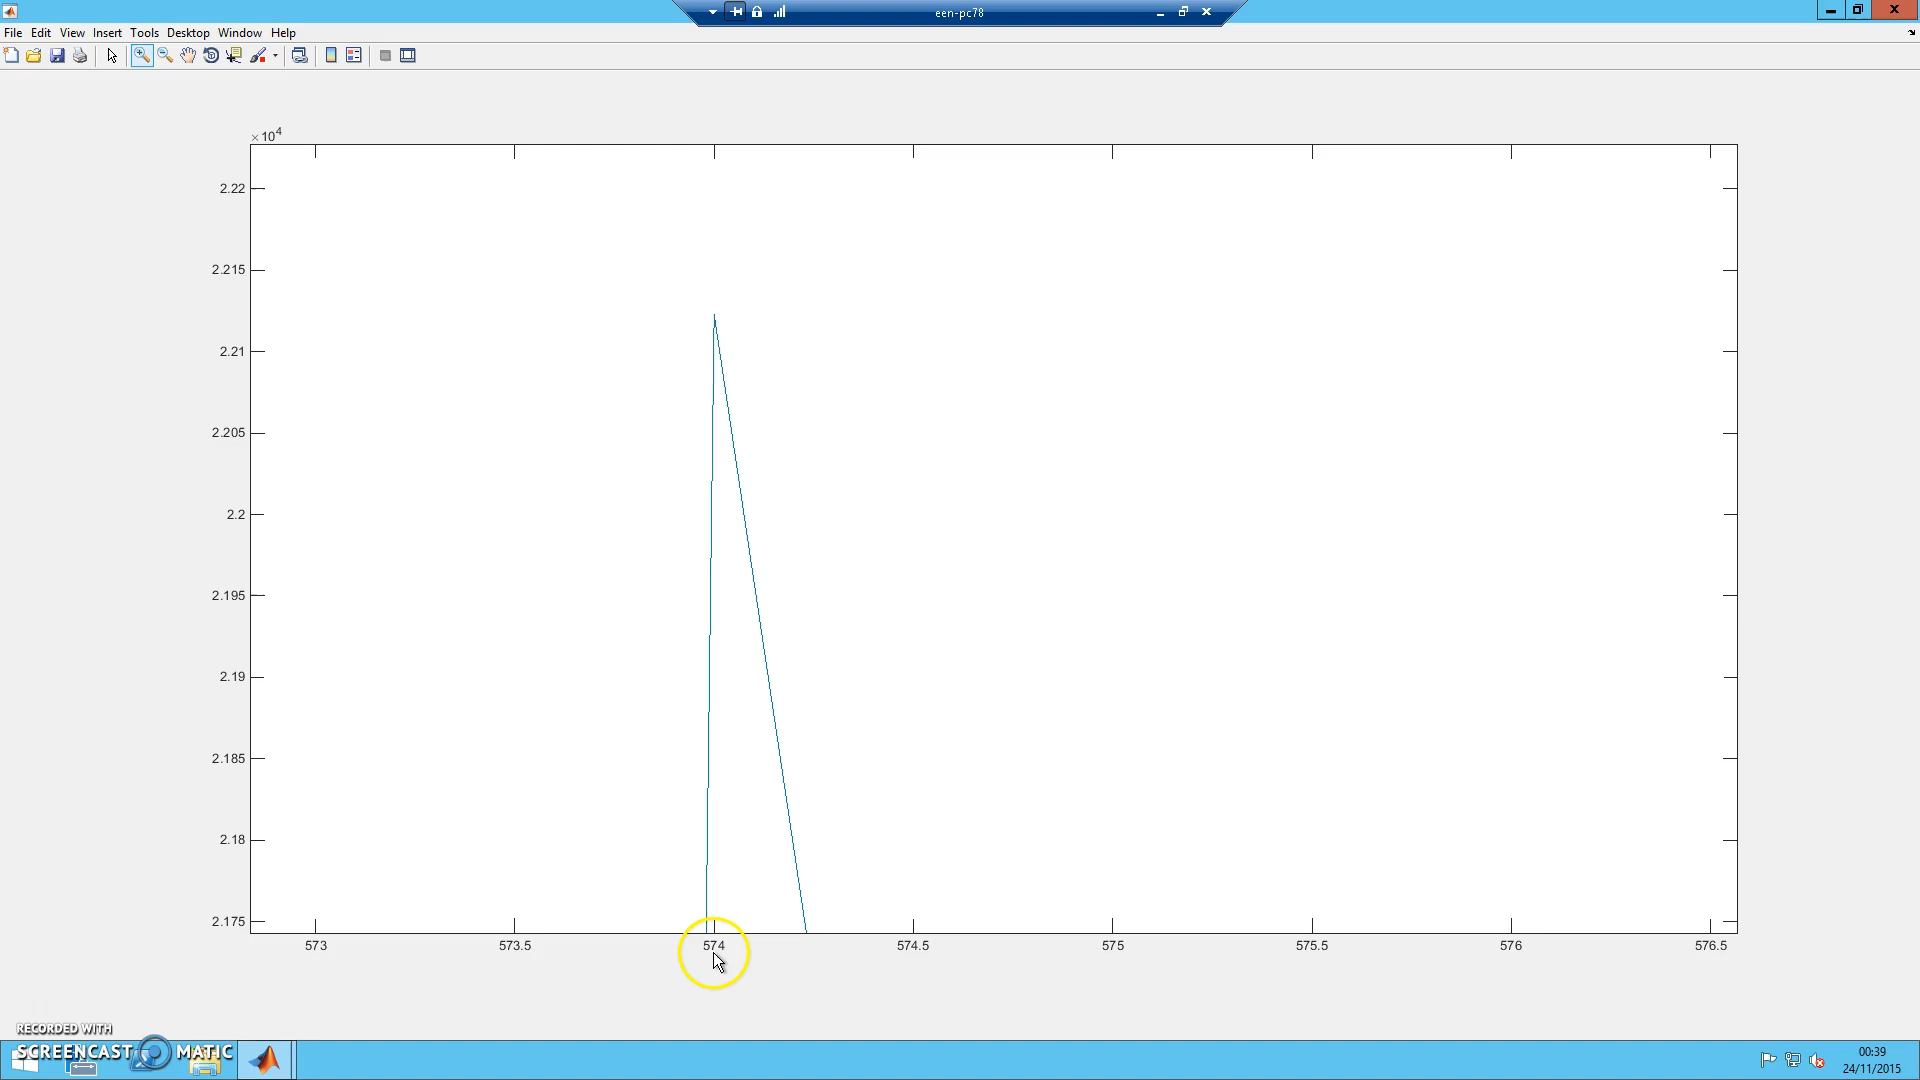 een-pc78
File Edit View Insert Tools Desktop Window Help
×10^4
2.22
2.215
2.21
2.205
2.2
2.195
2.19
2.185
2.18
2.175
573 573.5 574 574.5 575 575.5 576 576.5
RECORDED WITH
SCREENCAST MATIC
00:39
24/11/2015